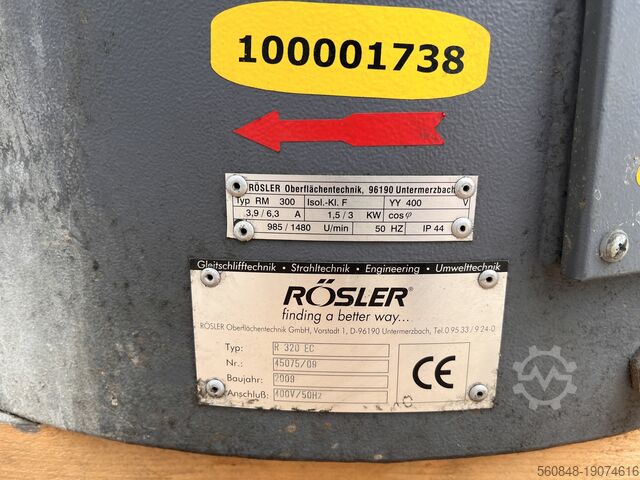 100001738
RÖSLER Oberflächentechnik, 96190 Untermerzbach
Typ RM 300 Isol.-Kl. F YY 400 V
3,9/6,3 A 1,5/3 KW cosφ
985/1480 U/min 50 HZ IP 44
Gleitschlifftechnik • Strahltechnik • Engineering • Umwelttechnik
RÖSLER®
finding a better way...
RÖSLER Oberflächentechnik GmbH, Vorstadt 1, D-96190 Untermerzbach, Tel.0 95 33 / 9 24-0
Typ: R 320 EC
Nr.: 45075/09
Baujahr:
Anschluß: 400V/50Hz
CE
560848-19074616